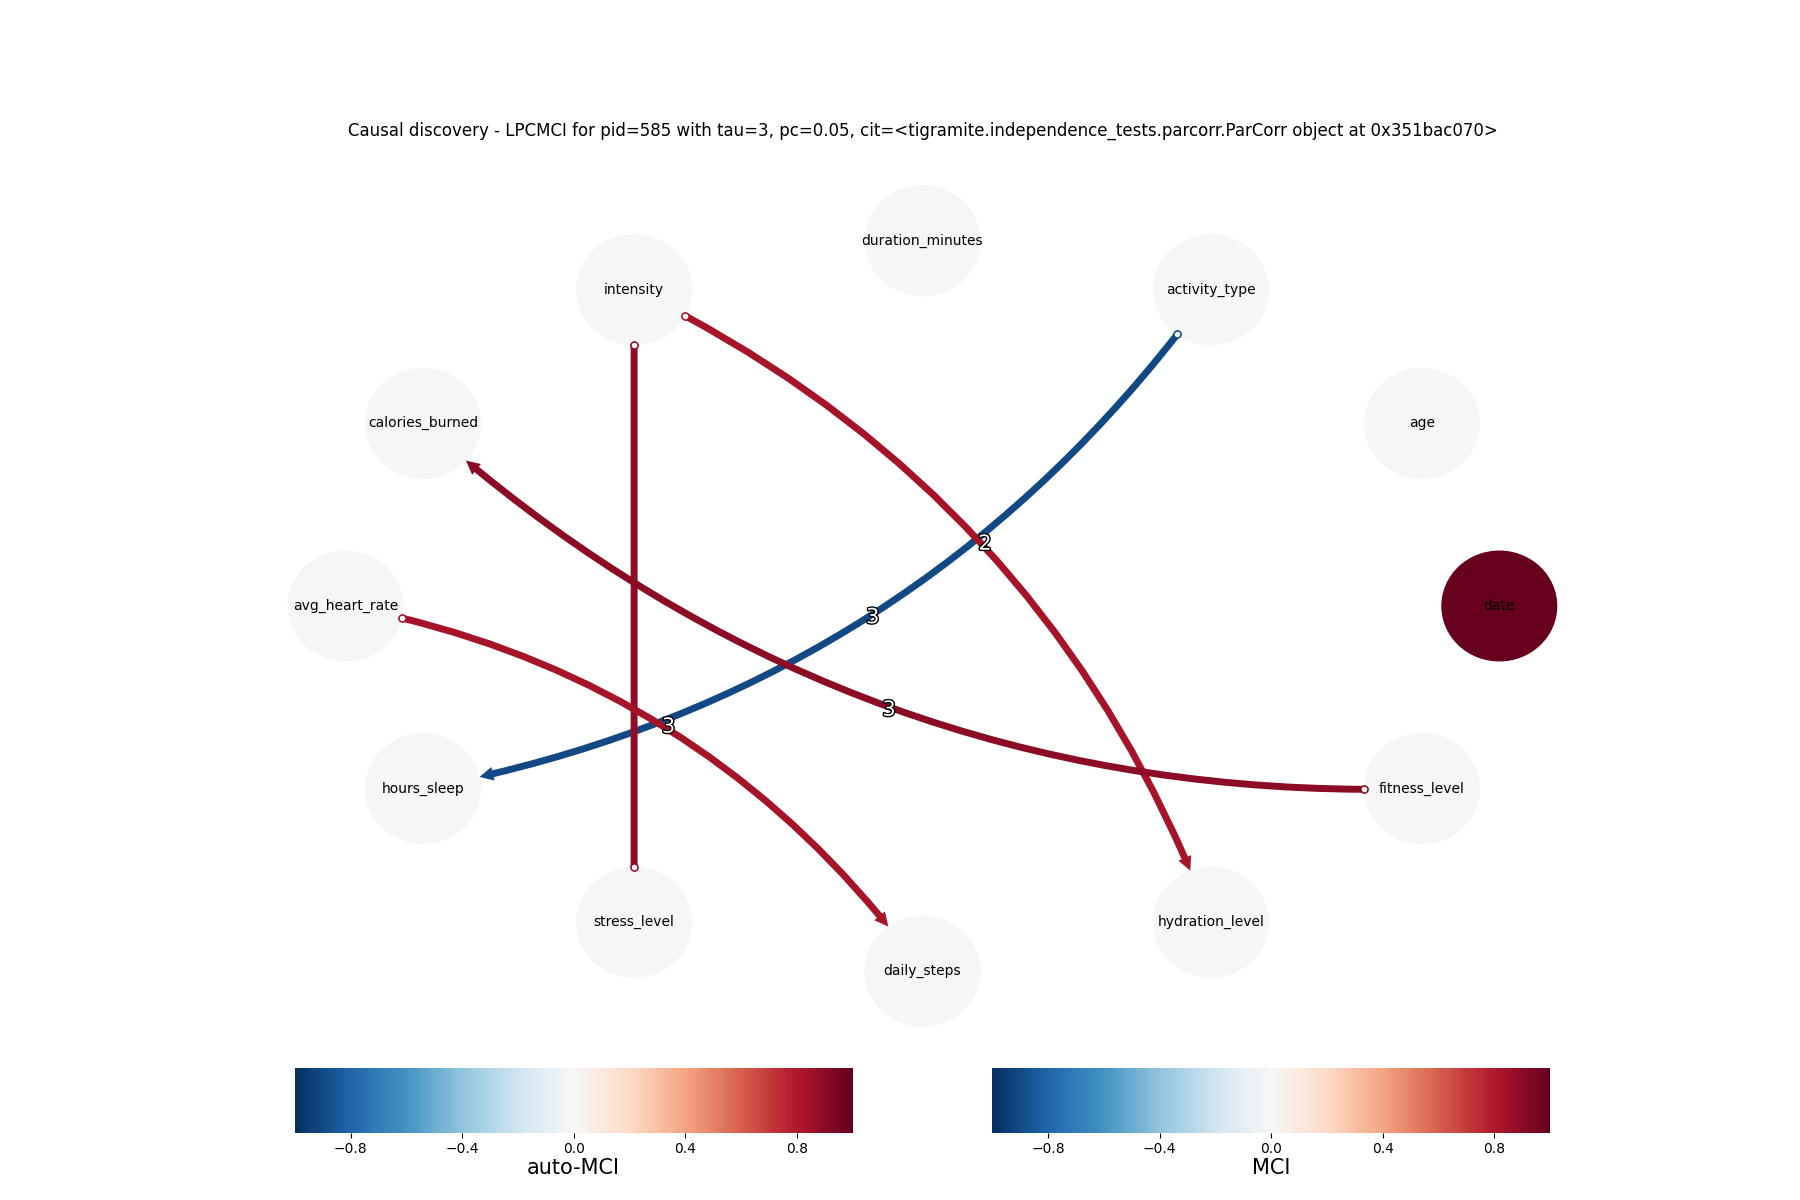 Causal discovery - LPCMCI for pid=585 with tau=3, pc=0.05, cit=<tigramite.independence_tests.parcorr.ParCorr object at 0x351bac070>
duration_minutes
intensity
activity_type
calories_burned
age
2
avg_heart_rate
date
3
3
3
hours_sleep
fitness_level
stress_level
hydration_level
daily_steps
−0.8
−0.4
0.0
0.4
0.8
auto-MCI
−0.8
−0.4
0.0
0.4
0.8
MCI